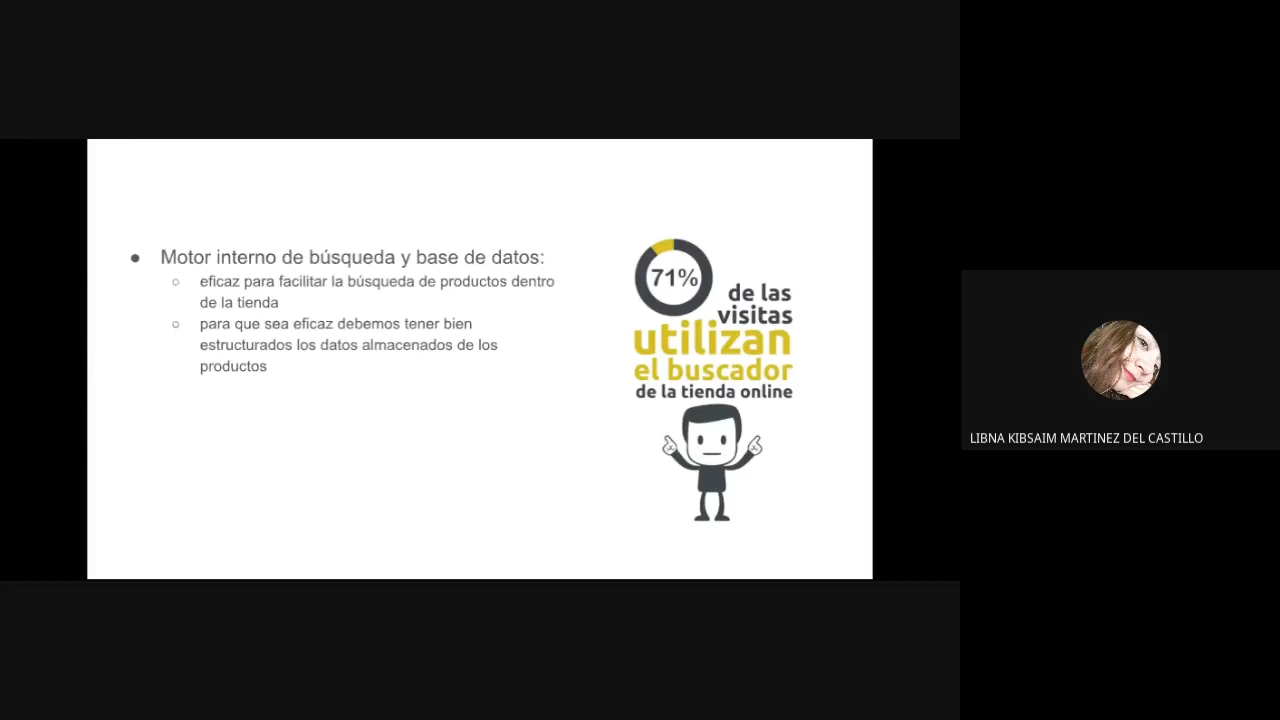 Motor interno de búsqueda y base de datos:
eficaz para facilitar la búsqueda de productos dentro
de la tienda
para que sea eficaz debemos tener bien
estructurados los datos almacenados de los
productos
71%
de las
visitas
utilizan
el buscador
de la tienda online
LIBNA KIBSAIM MARTINEZ DEL CASTILLO